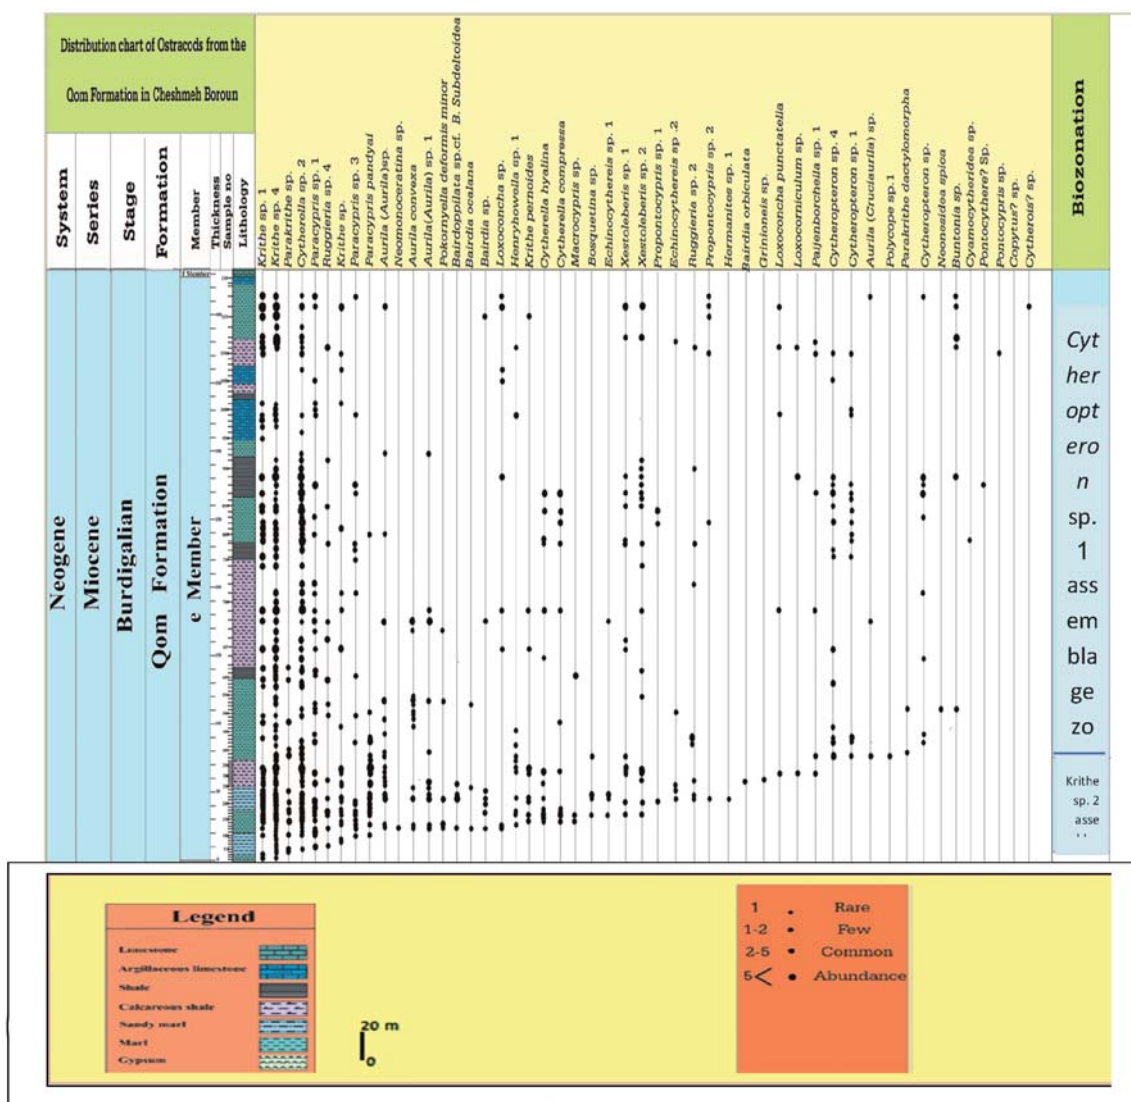 Distribution chart of Ostracods from the
Qom Formation in Cheshmeh Boroun
System
Series
Stage
Formation
Member
Thickness
Sample no
Lithology
Krithe sp. 1
Krithe sp. 4
Parakrithe sp.
Cytherella sp. 2
Paracypris sp. 1
Ruggieria sp. 4
Krithe sp.
Paracypris sp. 3
Paracypris pandyai
Aurila (Aurila)sp.
Neomonoceratina sp.
Aurila convexa
Aurila(Aurila) sp. 1
Pokornyella deformis minor
Bairdoppilata sp.cf. B. Subdeltoidea
Bairdia ocalana
Bairdia sp.
Loxoconcha sp.
Henryhowella sp. 1
Krithe pernoides
Cytherella hyalina
Cytherella compressa
Macrocypris sp.
Bosquetina sp.
Echinocythereis sp. 1
Xestoleberis sp. 1
Xestoleberis sp. 2
Propontocypris sp. 1
Echinocythereis sp .2
Ruggieria sp. 2
Propontocypris sp. 2
Hermanites sp. 1
Bairdia orbiculata
Grinioneis sp.
Loxoconcha punctatella
Loxocorniculum sp.
Paijenborchella sp. 1
Cytheropteron sp. 4
Cytheropteron sp. 1
Aurila (Cruciaurila) sp.
Polycope sp.1
Parakrithe dactylomorpha
Cytheropteron sp.
Neonesidea spica
Buntonia sp.
Cyamocytheridea sp.
Pontocythere? Sp.
Pontocypris sp.
Copytus? sp.
Cytherois? sp.
Biozonation
Neogene
Miocene
Burdigalian
Qom Formation
f Member
e Member
Cyt
her
opt
ero
n
sp.
1
ass
em
bla
ge
zo
Krithe
sp. 2
asse
Legend
Limestone
Argillaceous limestone
Shale
Calcareous shale
Sandy marl
Marl
Gypsum
20 m
0
1 Rare
1-2 Few
2-5 Common
5< Abundance